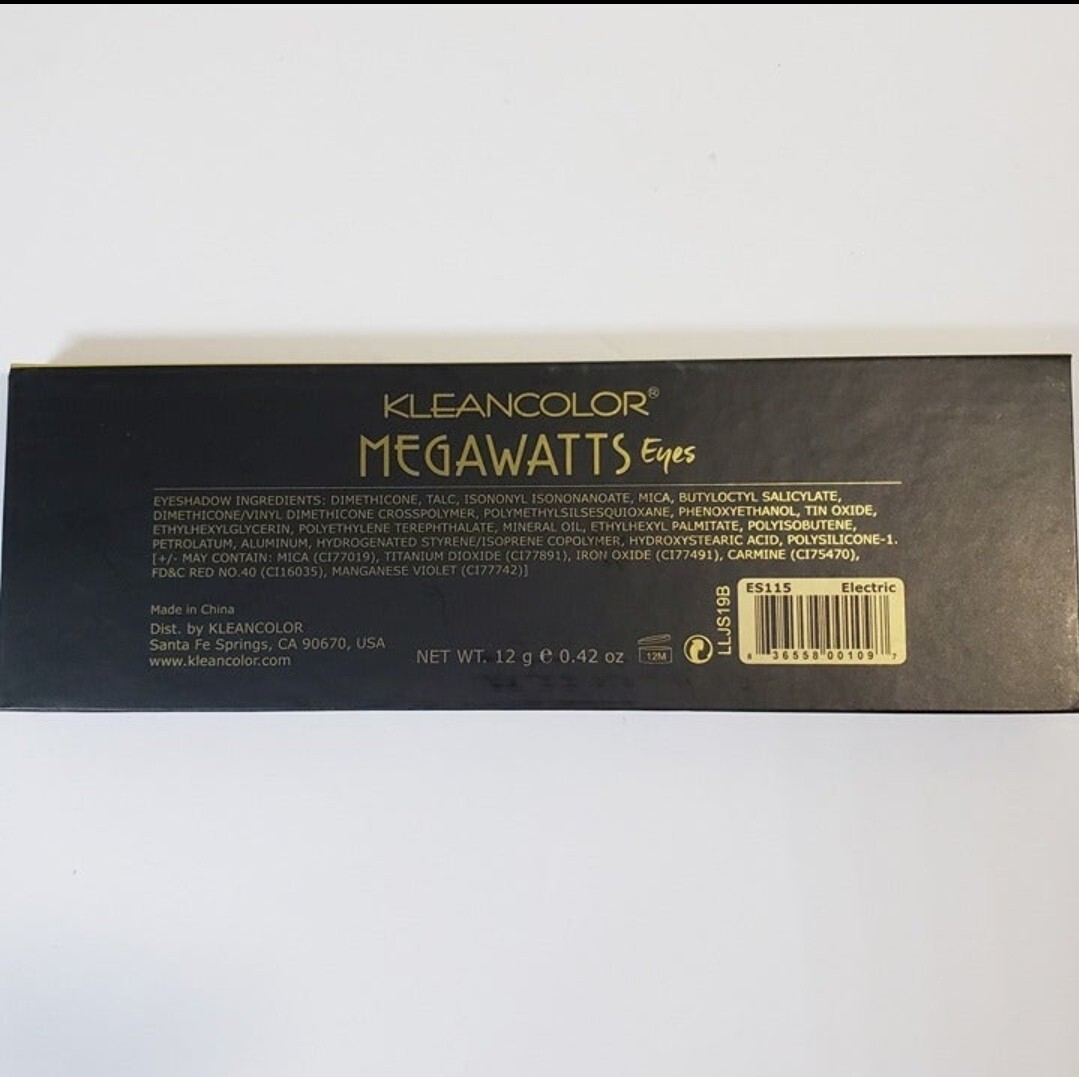 KLEANCOLOR®
MEGAWATTS Eyes
EYESHADOW INGREDIENTS: DIMETHICONE, TALC, ISONONYL ISONONANOATE, MICA, BUTYLOCTYL SALICYLATE,
DIMETHICONE/VINYL DIMETHICONE CROSSPOLYMER, POLYMETHYLSILSESQUIOXANE, PHENOXYETHANOL, TIN OXIDE,
ETHYLHEXYLGLYCERIN, POLYETHYLENE TEREPHTHALATE, MINERAL OIL, ETHYLHEXYL PALMITATE, POLYISOBUTENE,
PETROLATUM, ALUMINUM, HYDROGENATED STYRENE/ISOPRENE COPOLYMER, HYDROXYSTEARIC ACID, POLYSILICONE-1.
[+/- MAY CONTAIN: MICA (CI77019), TITANIUM DIOXIDE (CI77891), IRON OXIDE (CI77491), CARMINE (CI75470),
FD&C RED NO.40 (CI16035), MANGANESE VIOLET (CI77742)]
Made in China
Dist. by KLEANCOLOR
Santa Fe Springs, CA 90670, USA
www.kleancolor.com
NET WT. 12 g e 0.42 oz
12M
LLJS19B
ES115 Electric
8 36558 00109 7